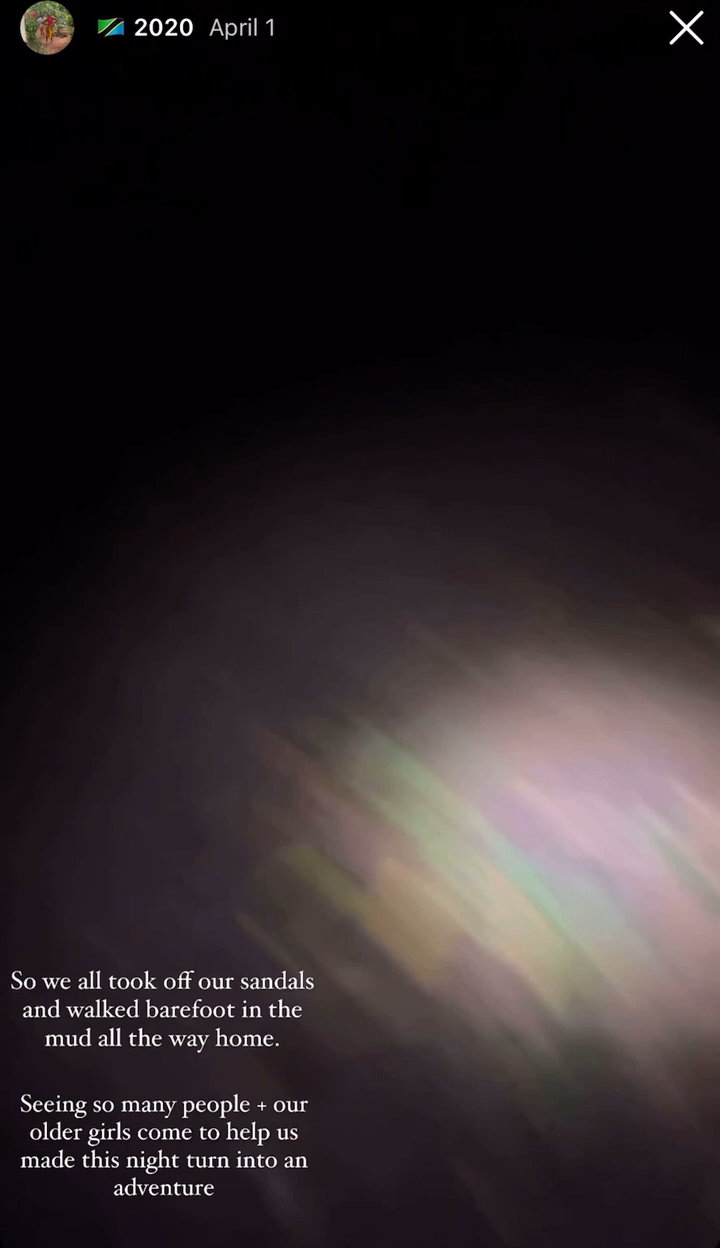 🇹🇿 2020 April 1
So we all took off our sandals
and walked barefoot in the
mud all the way home.
Seeing so many people + our
older girls come to help us
made this night turn into an
adventure